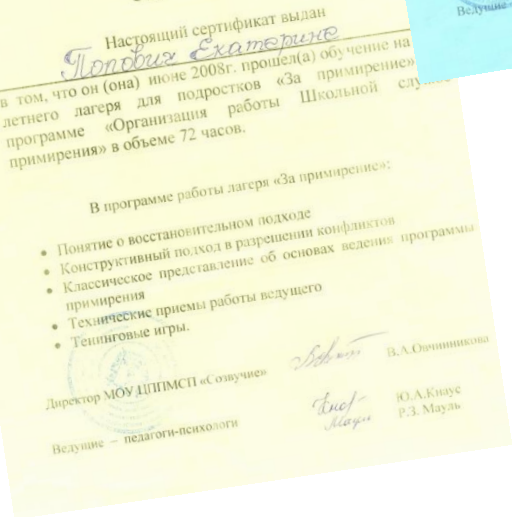 Настоящий сертификат выдан
Попович Екатерине
в том, что он (она) июне 2008г. прошел(а) обучение на
летнего лагеря для подростков «За примирение»
программе «Организация работы Школьной
примирения» в объеме 72 часов.
В программе работы лагеря «За примирение»:
• Понятие о восстановительном подходе
• Конструктивный подход в разрешении конфликтов
• Классическое представление об основах ведения программы
примирения
• Технические приемы работы ведущего
• Тенинговые игры.
Директор МОУ ЦППМСП «Созвучие» В.А.Овчинникова
Ю.А.Кнаус
Ведущие – педагоги-психологи Р.З. Мауль
Ведущие